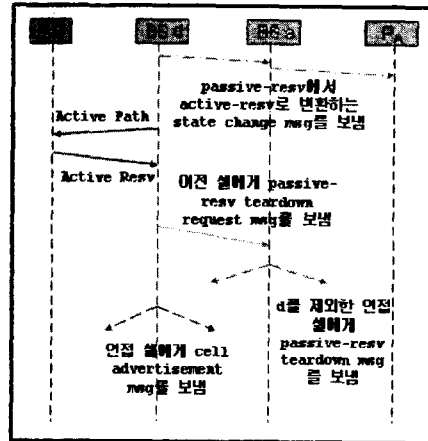 BS d
BS a
R_A
passive-resv에서
active-resv로 변환하는
state change msg를 보냄
Active Path
Active Resv
이전 셀에게 passive-
resv teardown
request msg를 보냄
d를 제외한 인접
셀에게
passive-resv
teardown msg
를 보냄
인접 셀에게 cell
advertisement
msg를 보냄